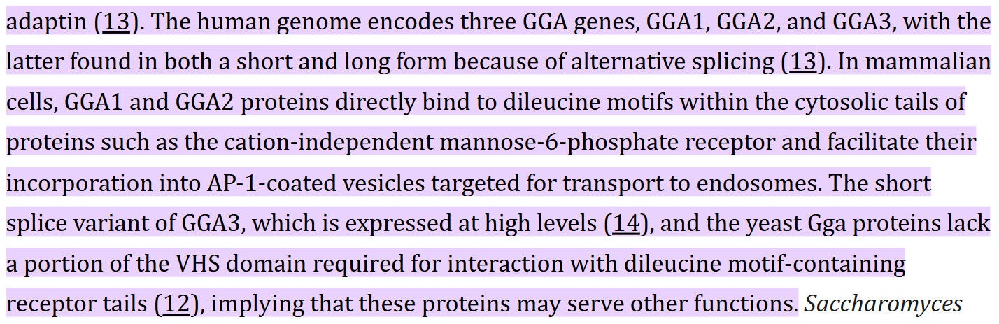 adaptin (13). The human genome encodes three GGA genes, GGA1, GGA2, and GGA3, with the
latter found in both a short and long form because of alternative splicing (13). In mammalian
cells, GGA1 and GGA2 proteins directly bind to dileucine motifs within the cytosolic tails of
proteins such as the cation-independent mannose-6-phosphate receptor and facilitate their
incorporation into AP-1-coated vesicles targeted for transport to endosomes. The short
splice variant of GGA3, which is expressed at high levels (14), and the yeast Gga proteins lack
a portion of the VHS domain required for interaction with dileucine motif-containing
receptor tails (12), implying that these proteins may serve other functions. Saccharomyces